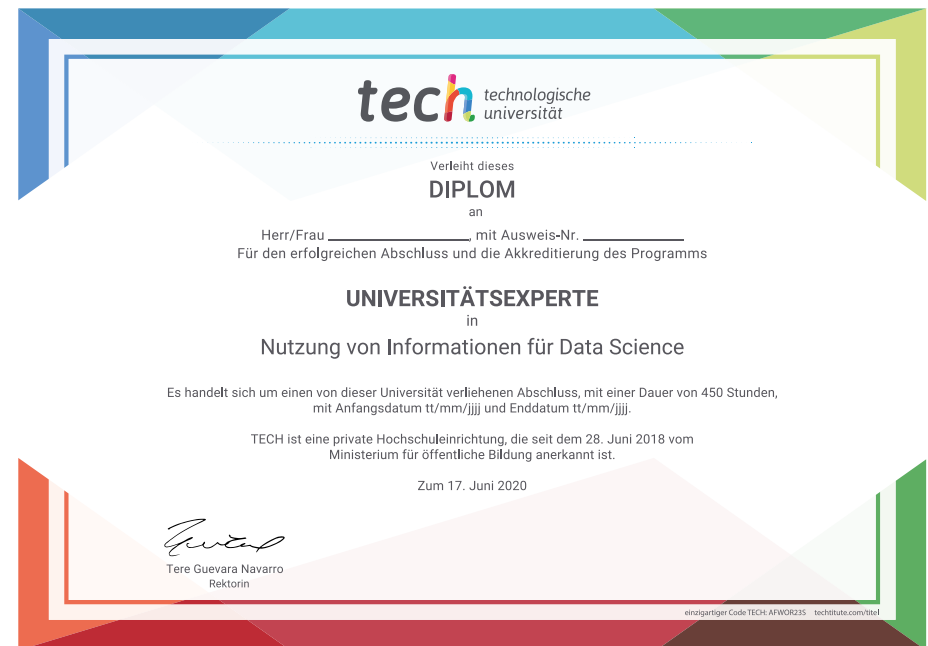 tech technologische
universität
Verleiht dieses
DIPLOM
an
Herr/Frau ____________________, mit Ausweis-Nr. ______________
Für den erfolgreichen Abschluss und die Akkreditierung des Programms
UNIVERSITÄTSEXPERTE
in
Nutzung von Informationen für Data Science
Es handelt sich um einen von dieser Universität verliehenen Abschluss, mit einer Dauer von 450 Stunden,
mit Anfangsdatum tt/mm/jjjj und Enddatum tt/mm/jjjj.
TECH ist eine private Hochschuleinrichtung, die seit dem 28. Juni 2018 vom
Ministerium für öffentliche Bildung anerkannt ist.
Zum 17. Juni 2020
Tere Guevara Navarro
Rektorin
einzigartiger Code TECH: AFWOR23S techtitute.com/titel